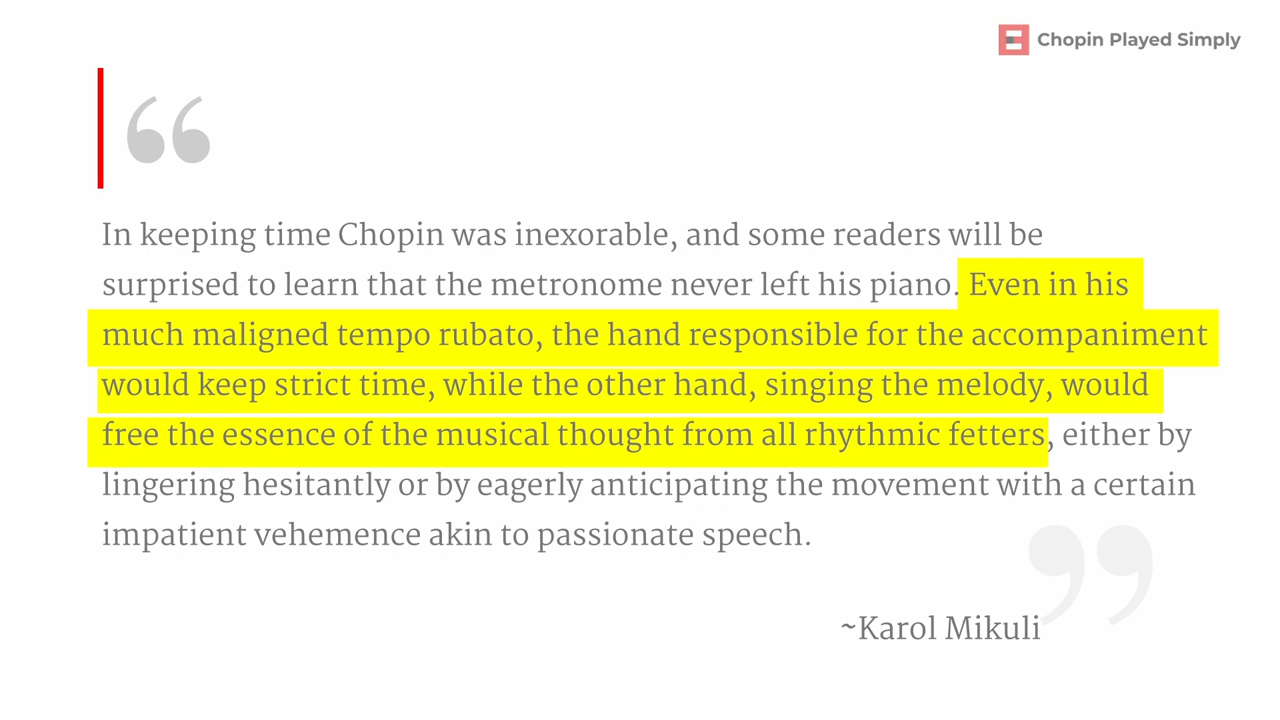 Chopin Played Simply
“
In keeping time Chopin was inexorable, and some readers will be
surprised to learn that the metronome never left his piano. Even in his
much maligned tempo rubato, the hand responsible for the accompaniment
would keep strict time, while the other hand, singing the melody, would
free the essence of the musical thought from all rhythmic fetters, either by
lingering hesitantly or by eagerly anticipating the movement with a certain
impatient vehemence akin to passionate speech.
”
~Karol Mikuli